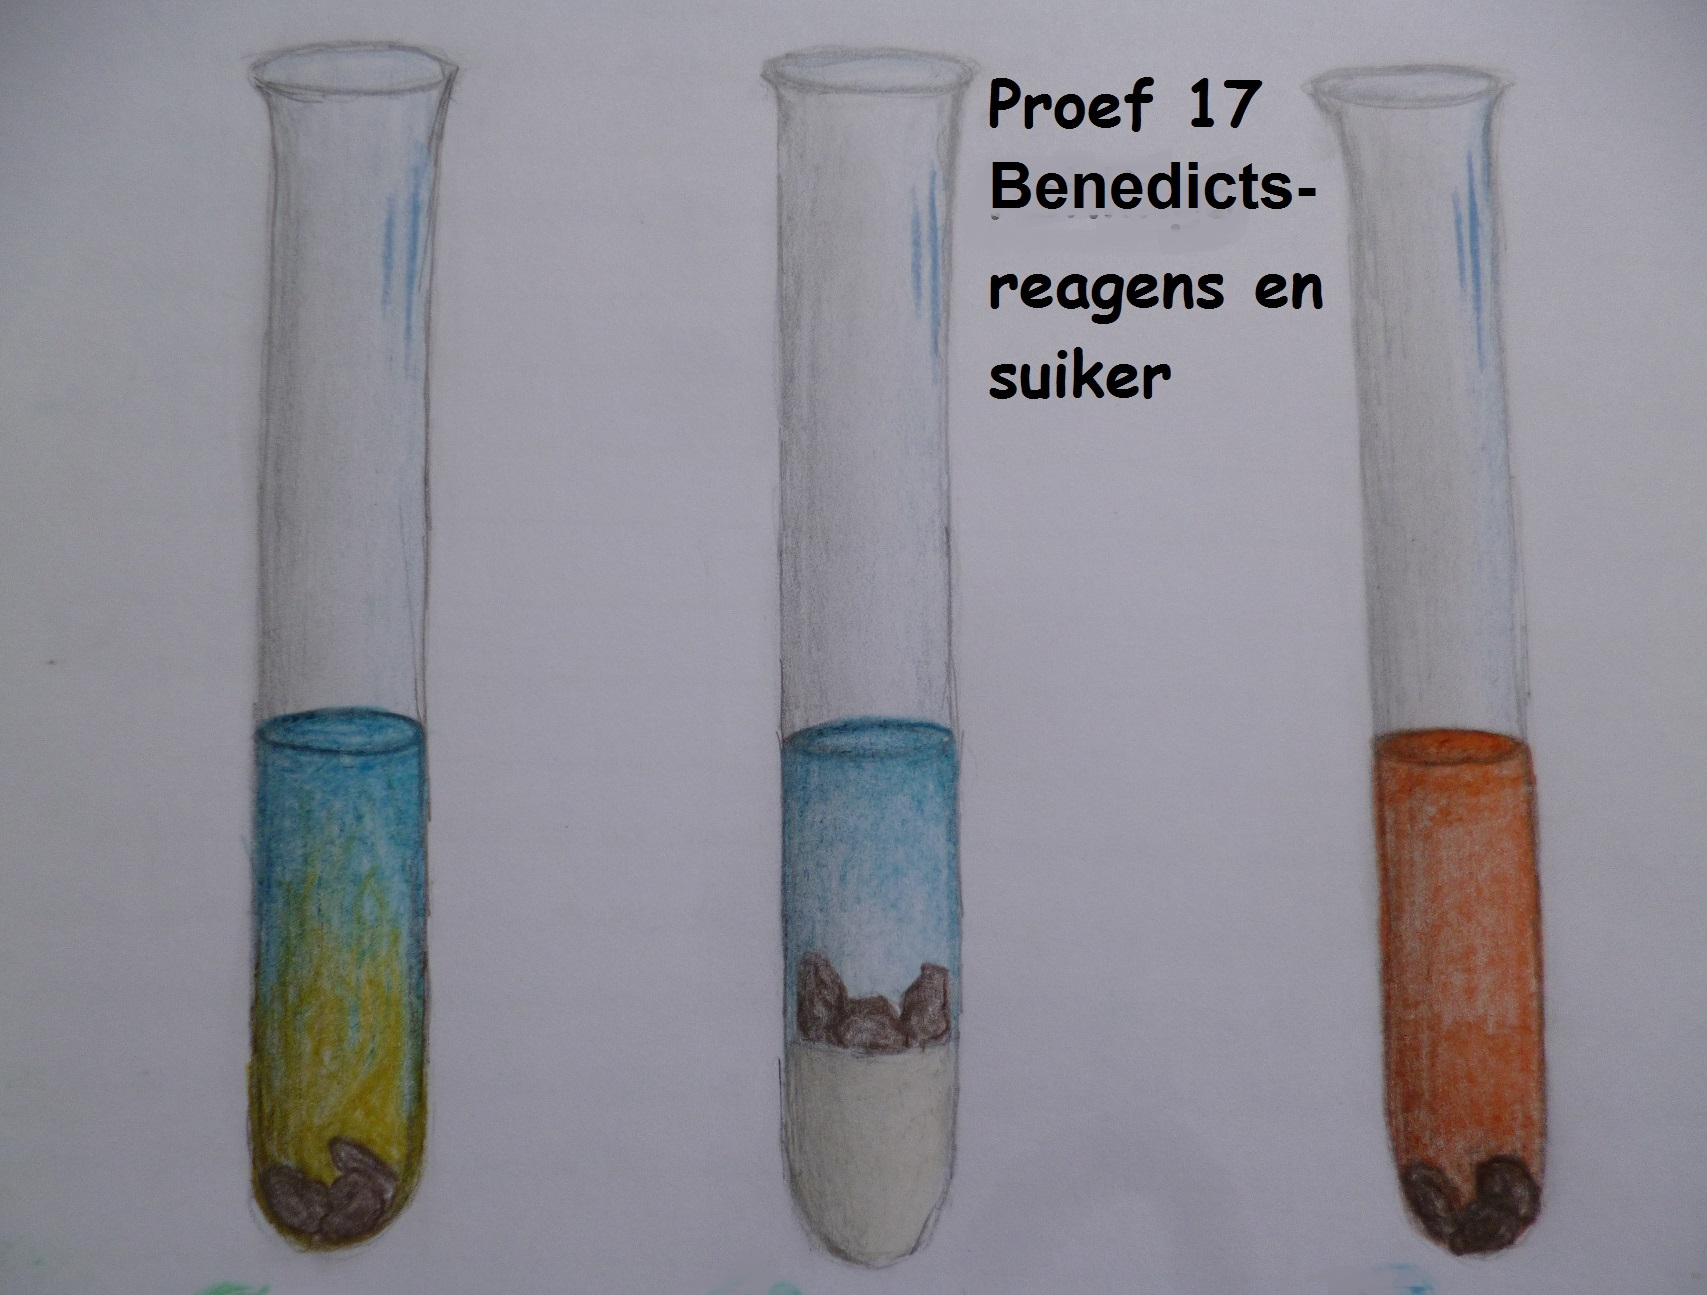 Proef 17
Benedicts-
reagens en
suiker